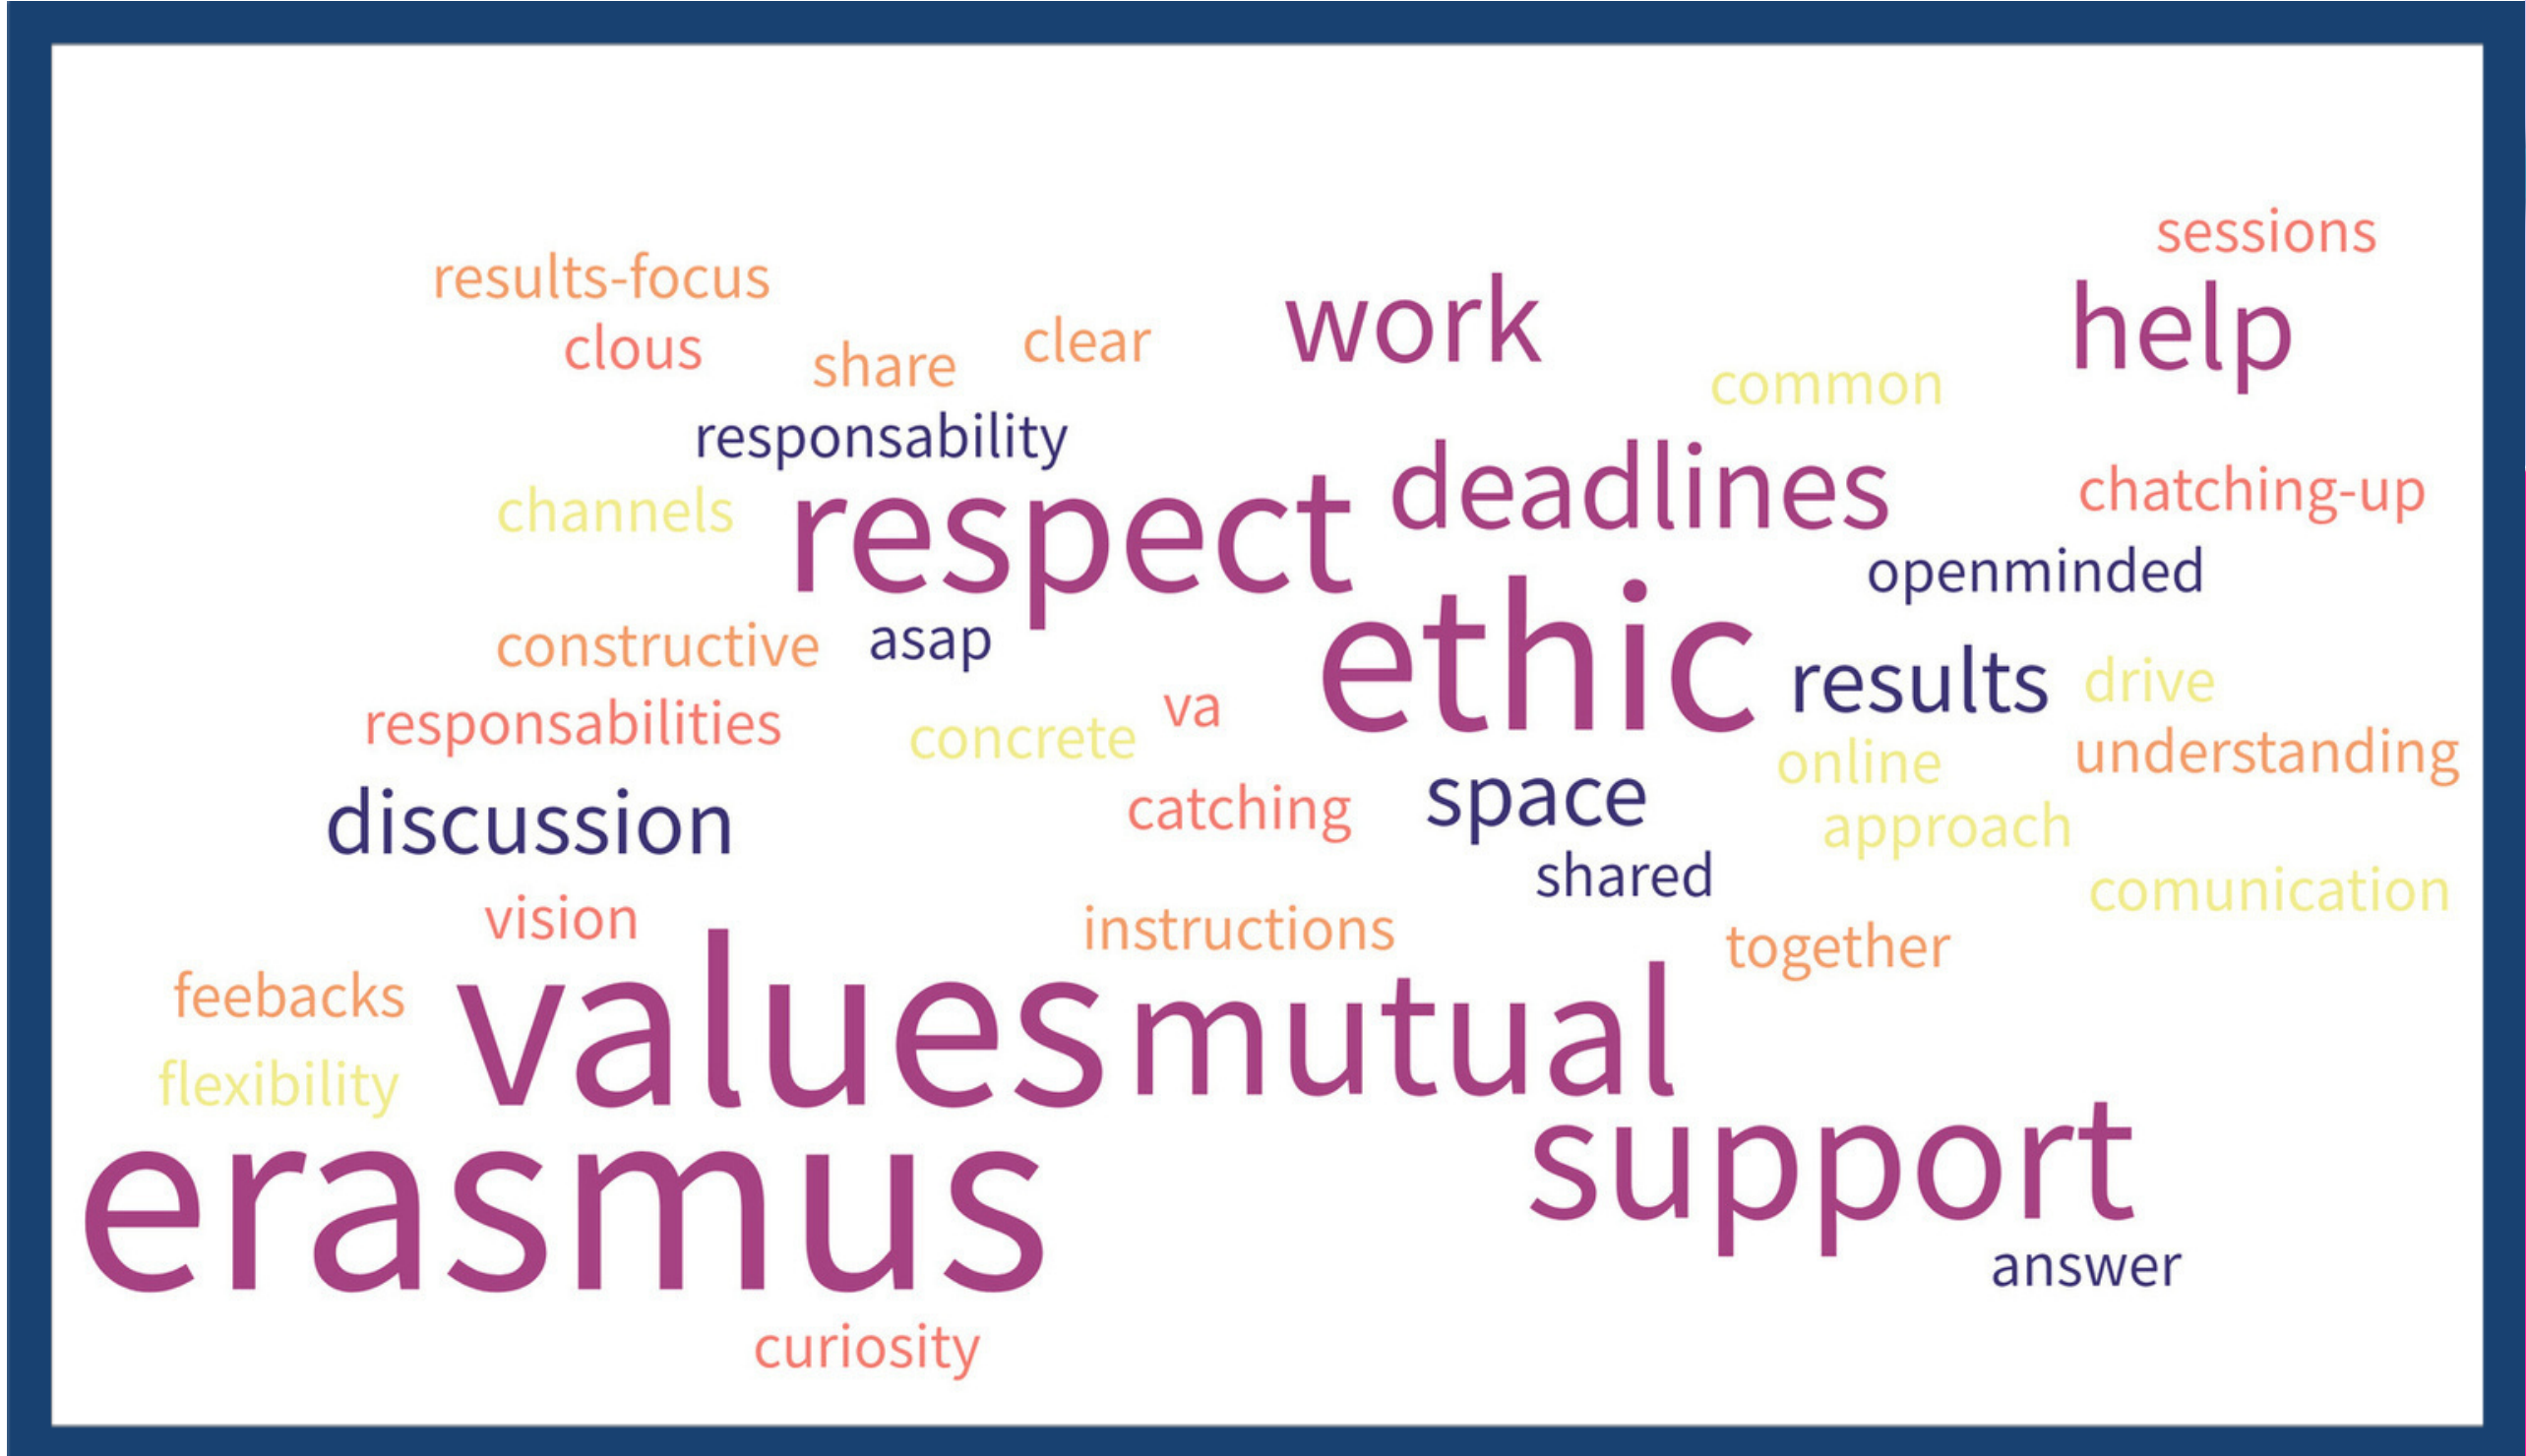 sessions
results-focus
work
help
clear
clous
share
common
responsability
deadlines
chatching-up
channels
respect
openminded
constructive
asap
ethic
results
drive
responsabilities
va
concrete
understanding
online
discussion
catching
space
approach
shared
comunication
vision
instructions
together
feebacks
values
mutual
flexibility
support
erasmus
answer
curiosity